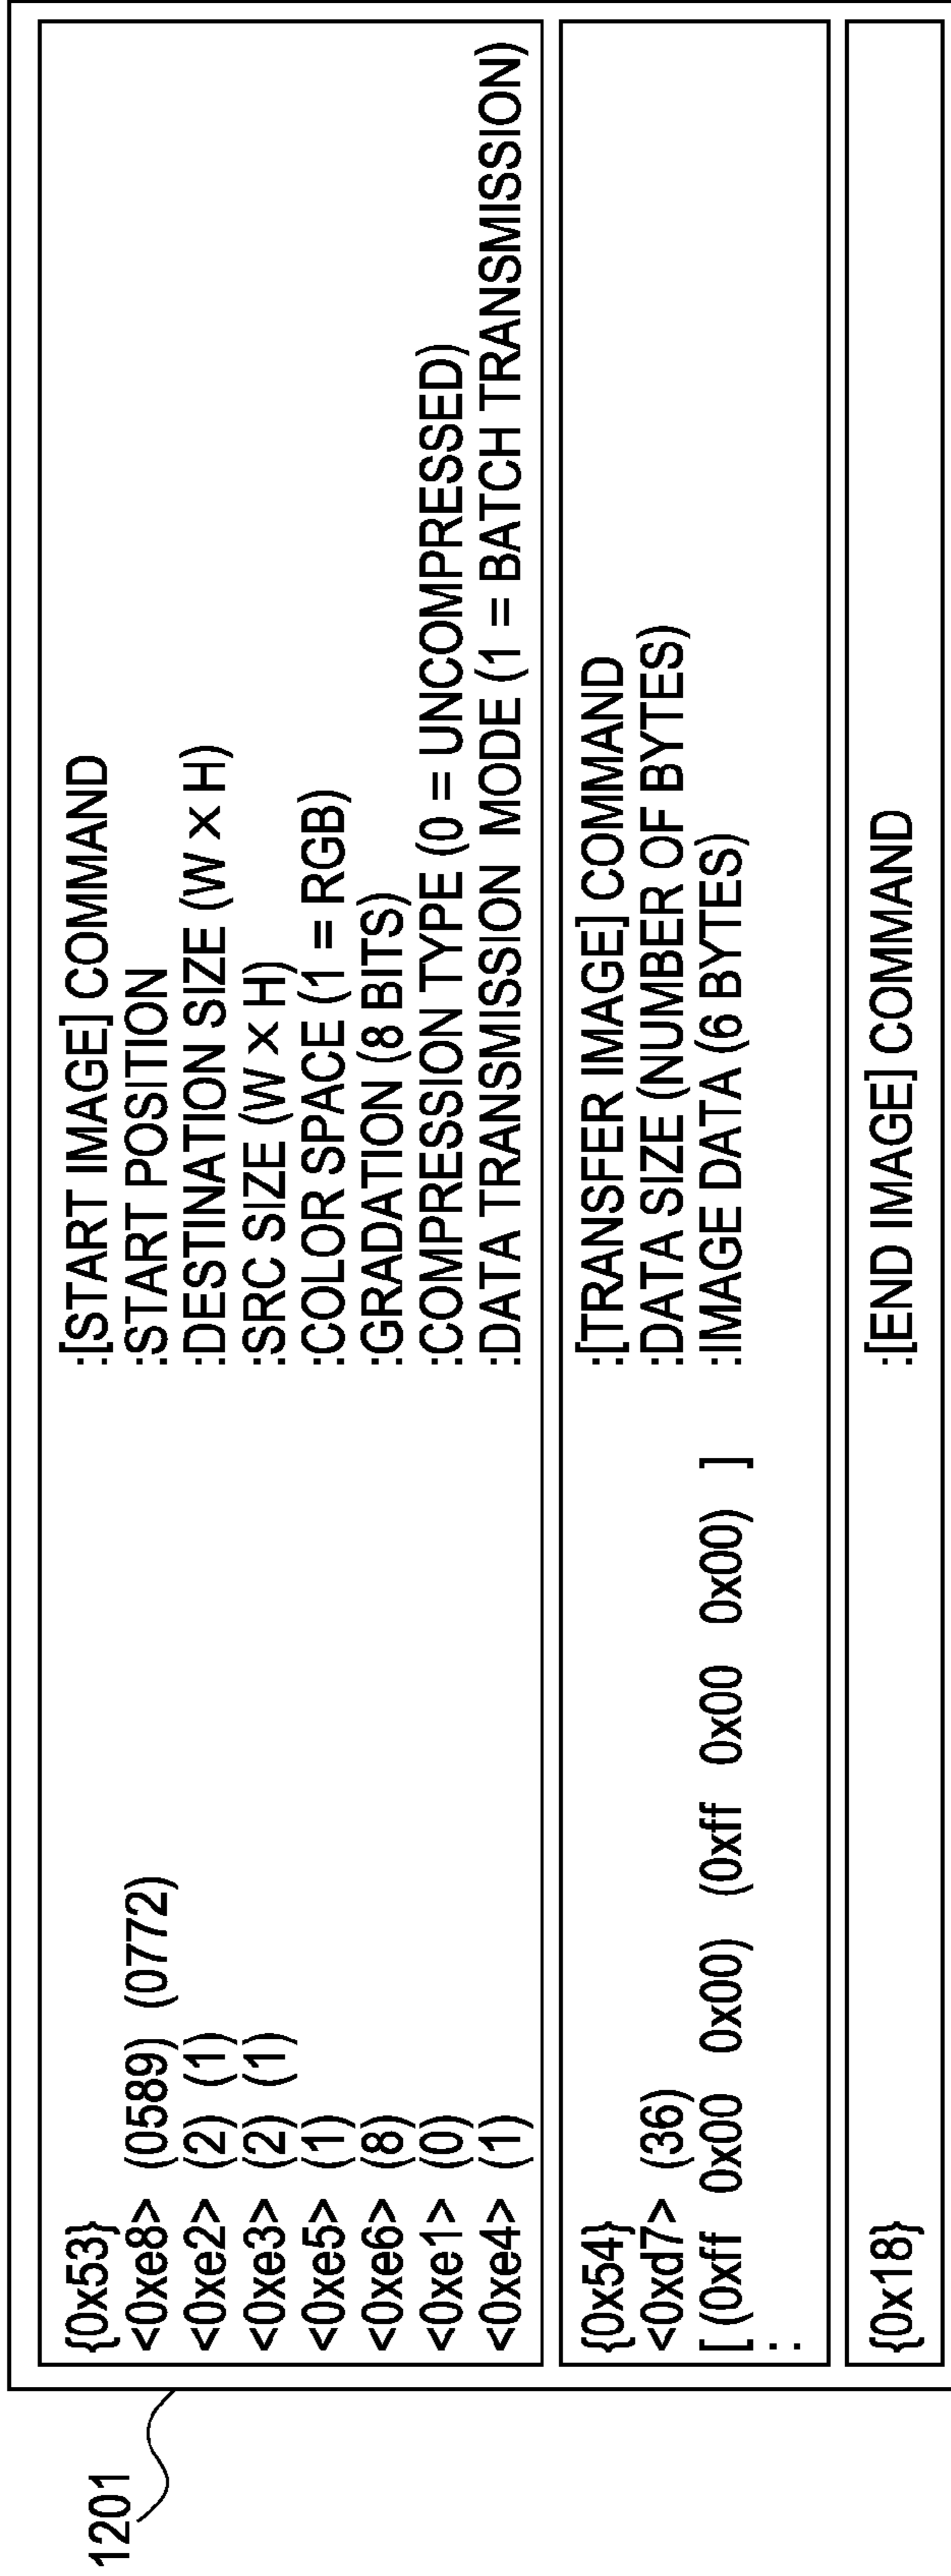 1201
{0x53} :[START IMAGE] COMMAND
<0xe8> (0589) (0772) :START POSITION
<0xe2> (2) (1) :DESTINATION SIZE (W × H)
<0xe3> (2) (1) :SRC SIZE (W × H)
<0xe5> (1) :COLOR SPACE (1 = RGB)
<0xe6> (8) :GRADATION (8 BITS)
<0xe1> (0) :COMPRESSION TYPE (0 = UNCOMPRESSED)
<0xe4> (1) :DATA TRANSMISSION MODE (1 = BATCH TRANSMISSION)
{0x54} :[TRANSFER IMAGE] COMMAND
<0xd7> (36) :DATA SIZE (NUMBER OF BYTES)
[ (0xff 0x00 0x00) (0xff 0x00 0x00) ] :IMAGE DATA (6 BYTES)
:
{0x18} :[END IMAGE] COMMAND